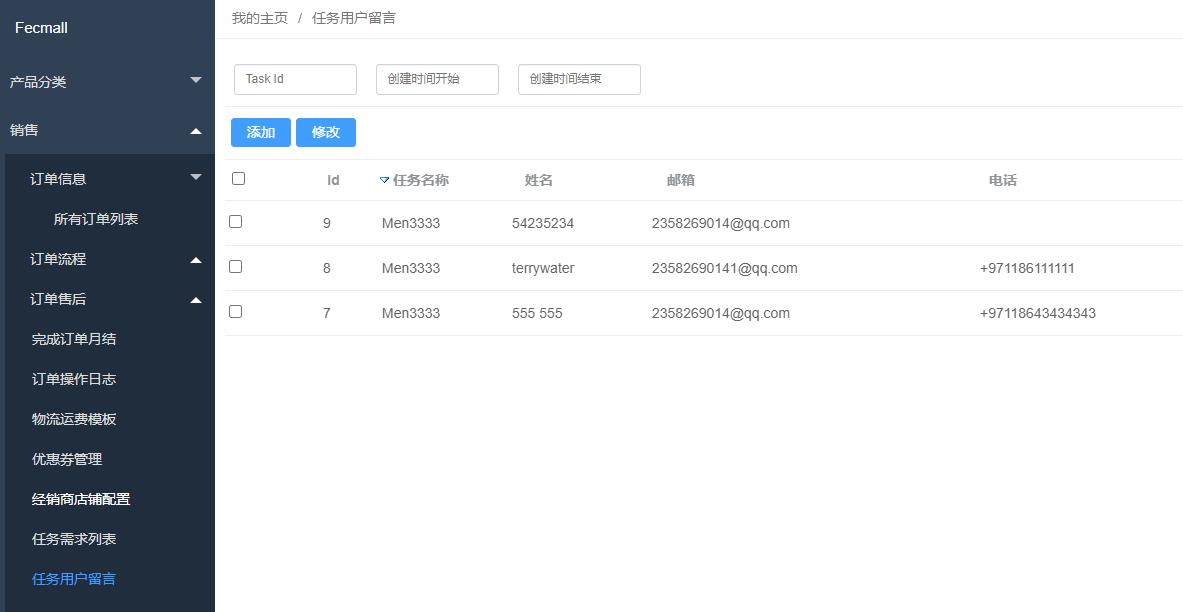 Fecmall
产品分类
销售
订单信息
所有订单列表
订单流程
订单售后
完成订单月结
订单操作日志
物流运费模板
优惠券管理
经销商店铺配置
任务需求列表
任务用户留言
我的主页 / 任务用户留言
Task Id 创建时间开始 创建时间结束
添加 修改
Id 任务名称 姓名 邮箱 电话
9 Men3333 54235234 2358269014@qq.com
8 Men3333 terrywater 23582690141@qq.com +971186111111
7 Men3333 555 555 2358269014@qq.com +97118643434343